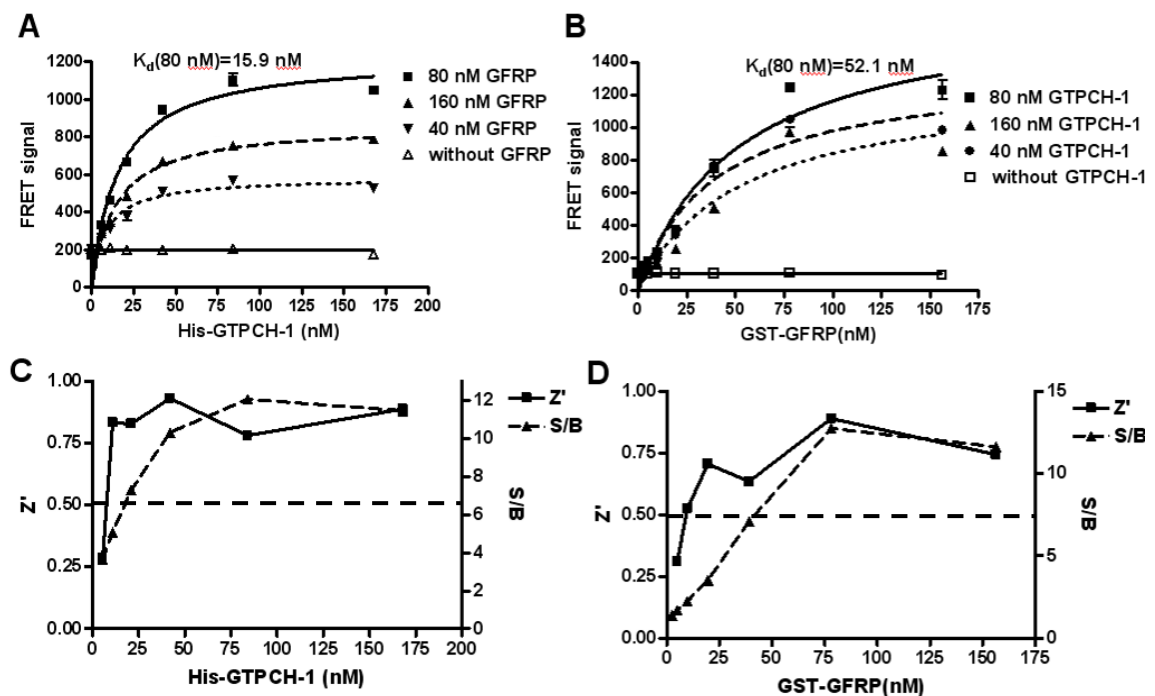 A
K_d(80 nM)=15.9 nM
1200
1000
800
600
400
200
0
FRET signal
0 25 50 75 100 125 150 175 200
His-GTPCH-1 (nM)
80 nM GFRP
160 nM GFRP
40 nM GFRP
without GFRP
B
K_d(80 nM)=52.1 nM
1400
1200
1000
800
600
400
200
0
FRET signal
0 25 50 75 100 125 150 175
GST-GFRP(nM)
80 nM GTPCH-1
160 nM GTPCH-1
40 nM GTPCH-1
without GTPCH-1
C
1.00
0.75
0.50
0.25
0.00
Z'
12
10
8
6
4
2
0
S/B
0 25 50 75 100 125 150 175 200
His-GTPCH-1 (nM)
Z'
S/B
D
1.00
0.75
0.50
0.25
0.00
Z'
15
10
5
0
S/B
0 25 50 75 100 125 150 175
GST-GFRP(nM)
Z'
S/B